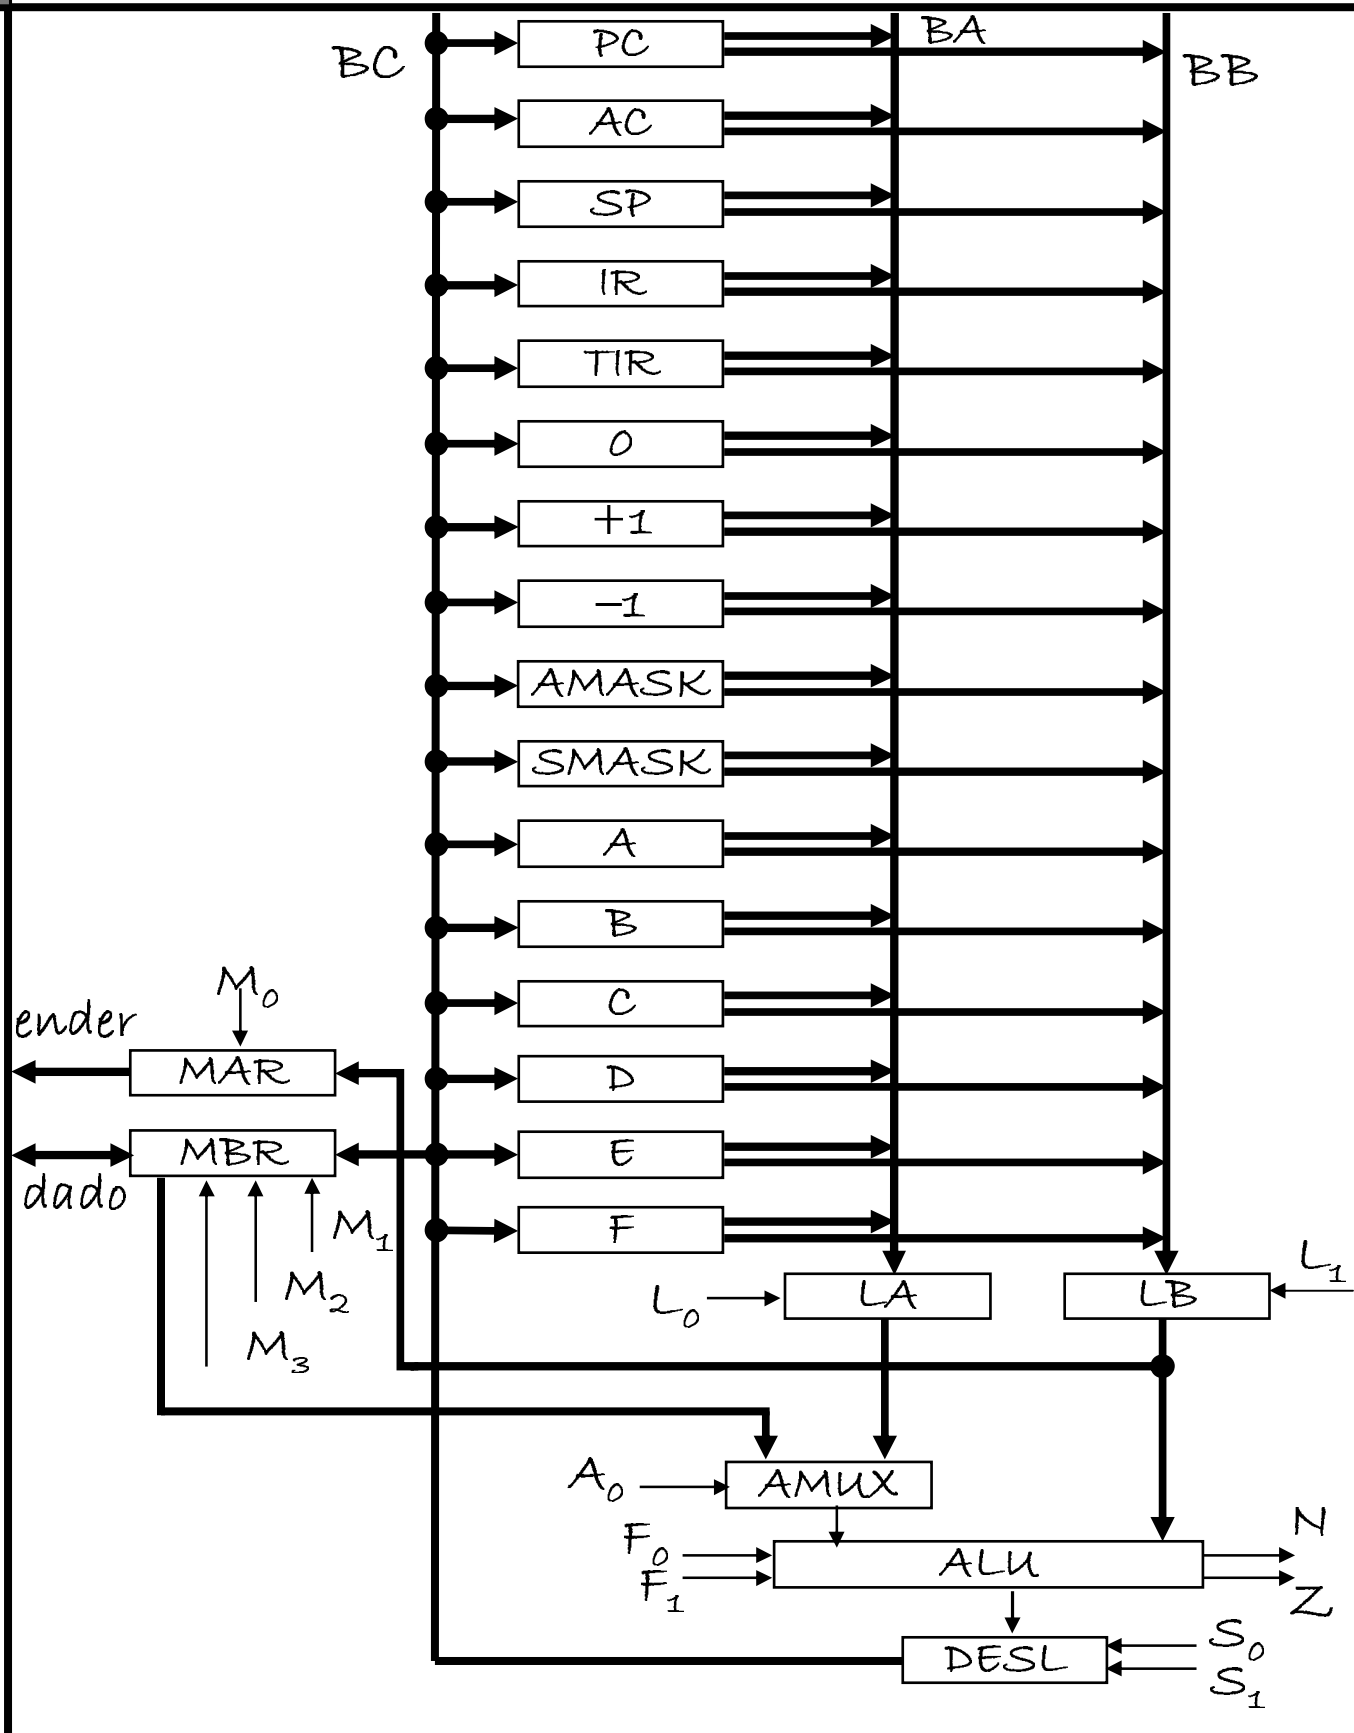 BC
PC
BA
BB
AC
SP
IR
TIR
0
+1
-1
AMASK
SMASK
A
B
C
M0
ender
MAR
D
MBR
E
dado
M1
F
M2
M3
L0
LA
LB
L1
A0
AMUX
F0
F1
ALU
N
Z
DESL
S0
S1